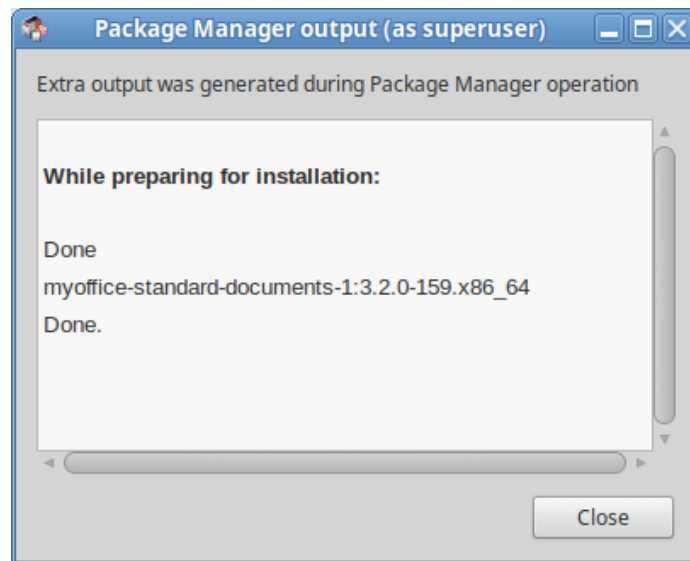 Package Manager output (as superuser)
Extra output was generated during Package Manager operation
While preparing for installation:
Done
myoffice-standard-documents-1:3.2.0-159.x86_64
Done.
Close